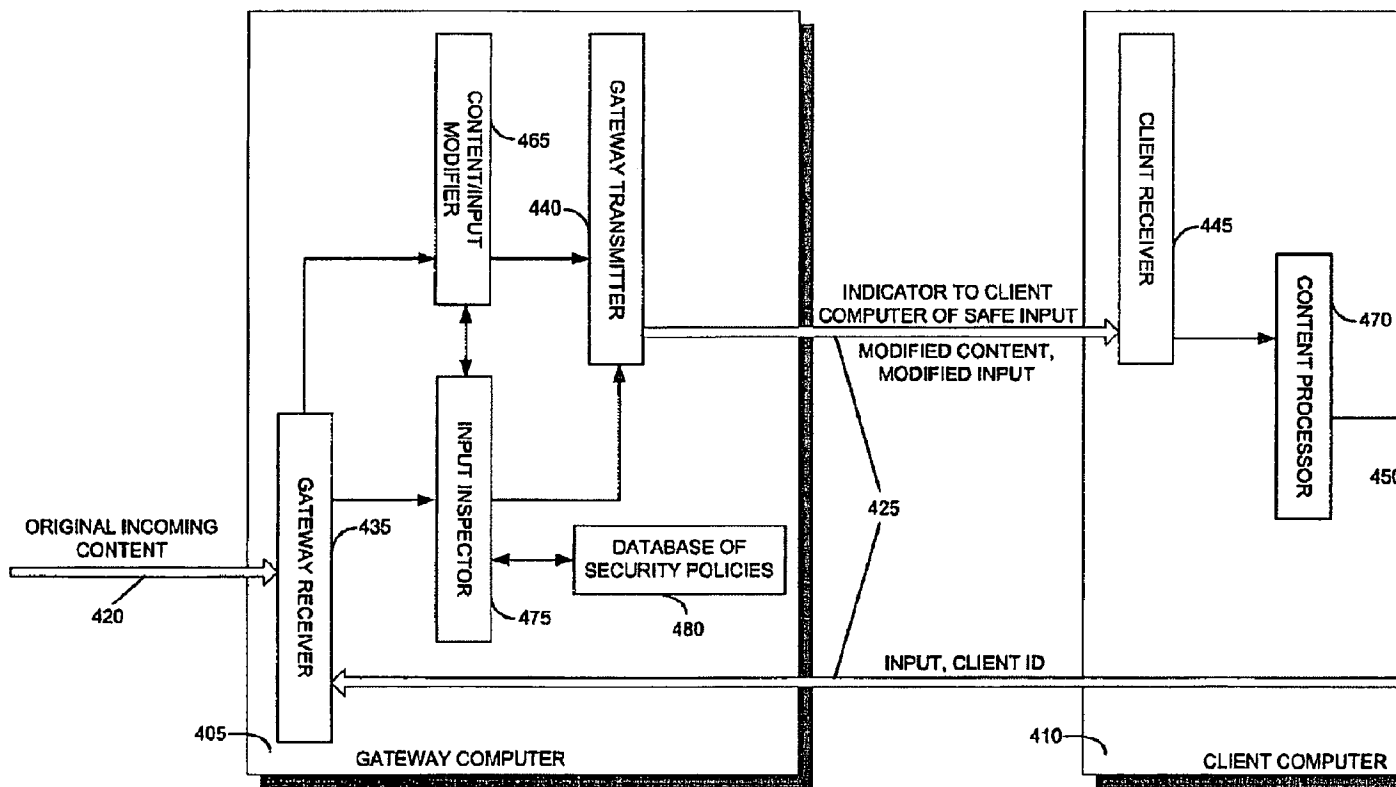 CONTENT/INPUT
MODIFIER
465
GATEWAY TRANSMITTER
440
CLIENT RECEIVER
445
INDICATOR TO CLIENT
COMPUTER OF SAFE INPUT
MODIFIED CONTENT,
MODIFIED INPUT
CONTENT PROCESSOR
470
450
ORIGINAL INCOMING
CONTENT
420
GATEWAY RECEIVER
435
INPUT INSPECTOR
475
DATABASE OF
SECURITY POLICIES
480
425
INPUT, CLIENT ID
405
GATEWAY COMPUTER
410
CLIENT COMPUTER